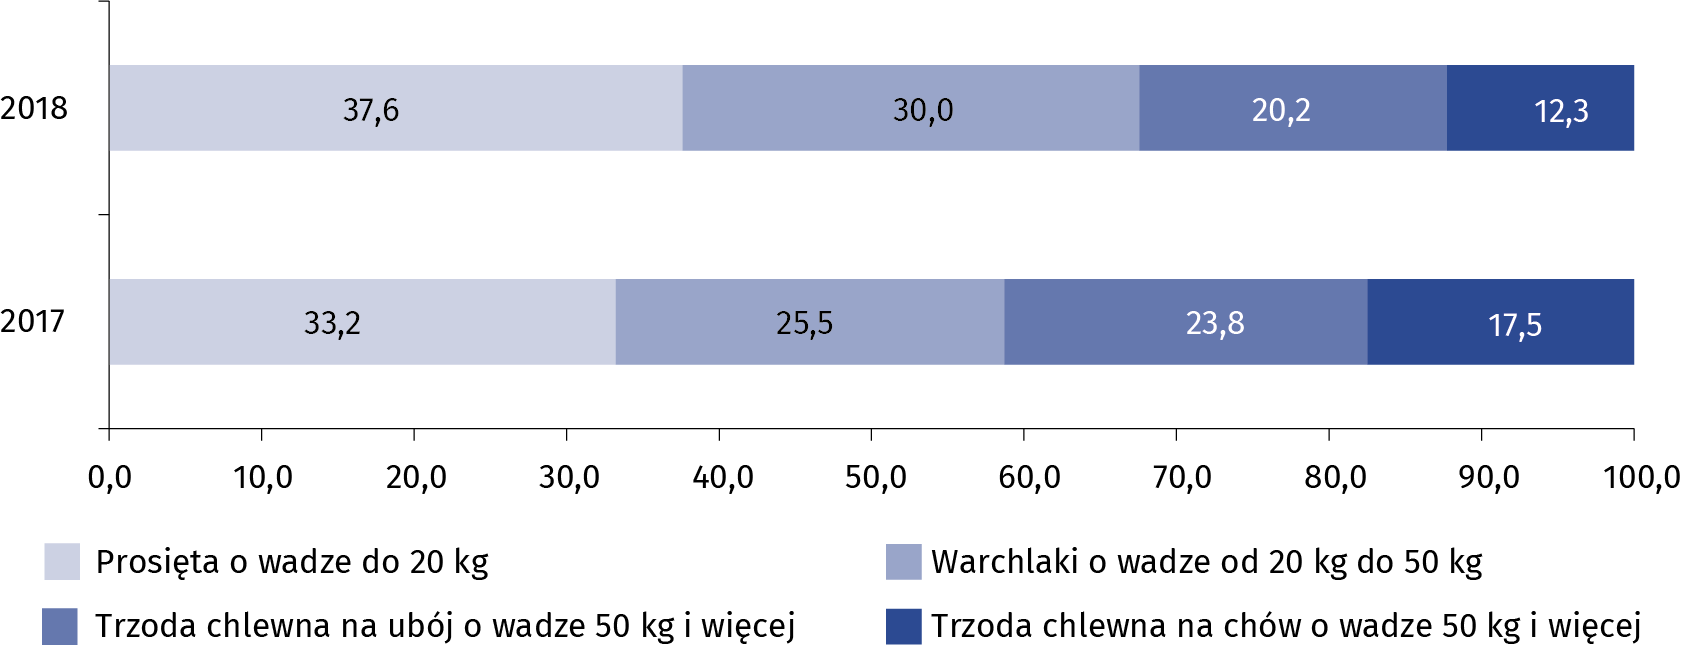 2018 37,6 30,0 20,2 12,3
2017 33,2 25,5 23,8 17,5
0,0 10,0 20,0 30,0 40,0 50,0 60,0 70,0 80,0 90,0 100,0
Prosięta o wadze do 20 kg Warchlaki o wadze od 20 kg do 50 kg
Trzoda chlewna na ubój o wadze 50 kg i więcej Trzoda chlewna na chów o wadze 50 kg i więcej